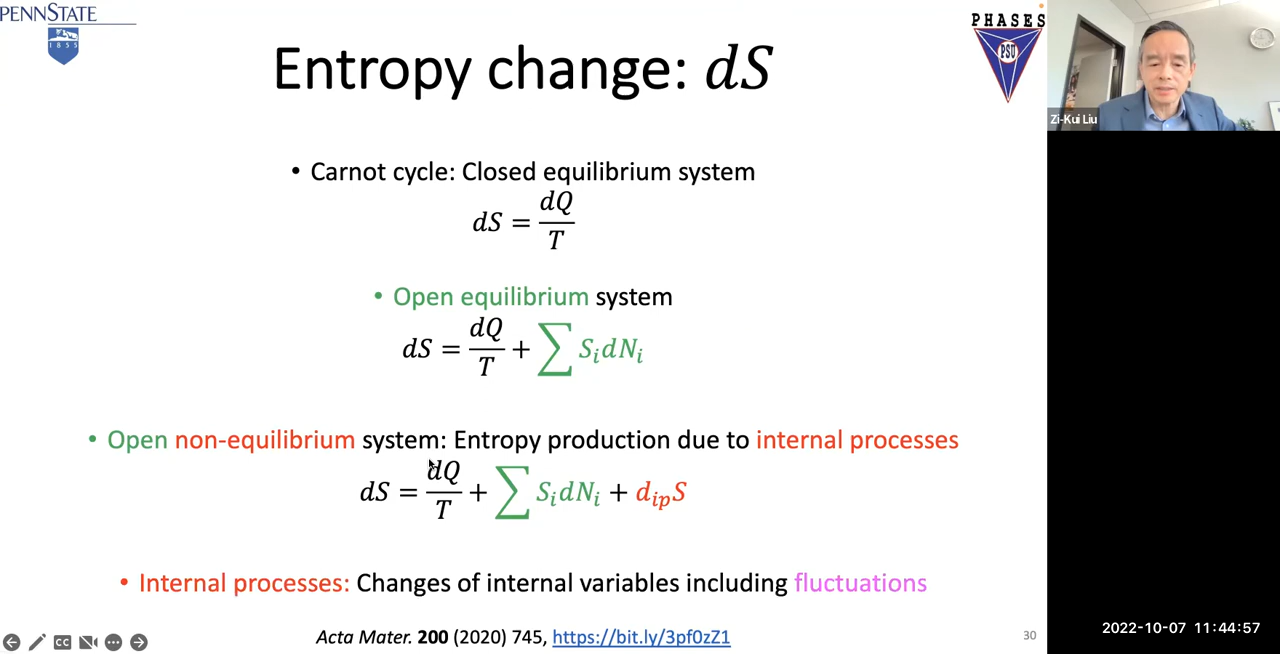 PENNSTATE
1855
Entropy change: dS
PHASES
PSU
Zi-Kui Liu
• Carnot cycle: Closed equilibrium system
dS = dQ/T
• Open equilibrium system
dS = dQ/T + ∑ S_i dN_i
• Open non-equilibrium system: Entropy production due to internal processes
dS = dQ/T + ∑ S_i dN_i + d_ip S
• Internal processes: Changes of internal variables including fluctuations
CC
Acta Mater. 200 (2020) 745, https://bit.ly/3pf0zZ1
30
2022-10-07 11:44:57